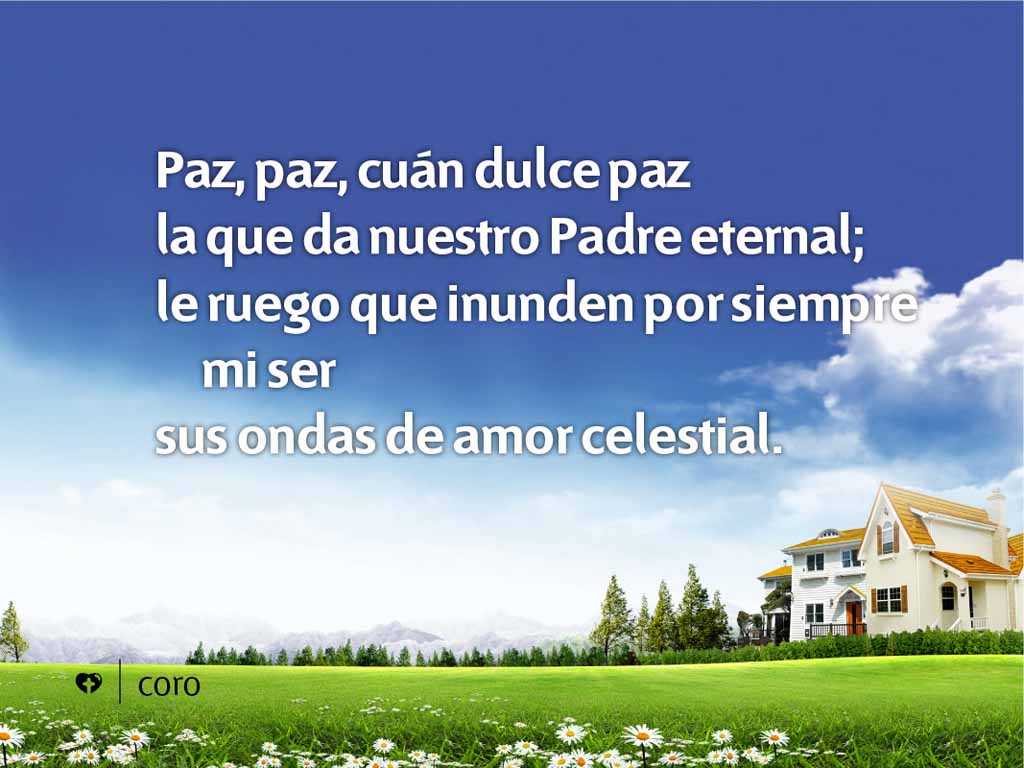 Paz, paz, cuán dulce paz
la que da nuestro Padre eternal;
le ruego que inunden por siempre
mi ser
sus ondas de amor celestial.
coro